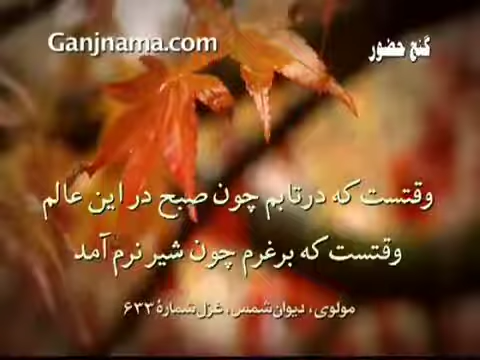 Ganjnama.com
گنج حضور
وقتست که درتابم چون صبح در این عالم
وقتست که برغرم چون شیر نرم آمد
مولوی، دیوان شمس، غزل شمارهٔ ۶۳۳